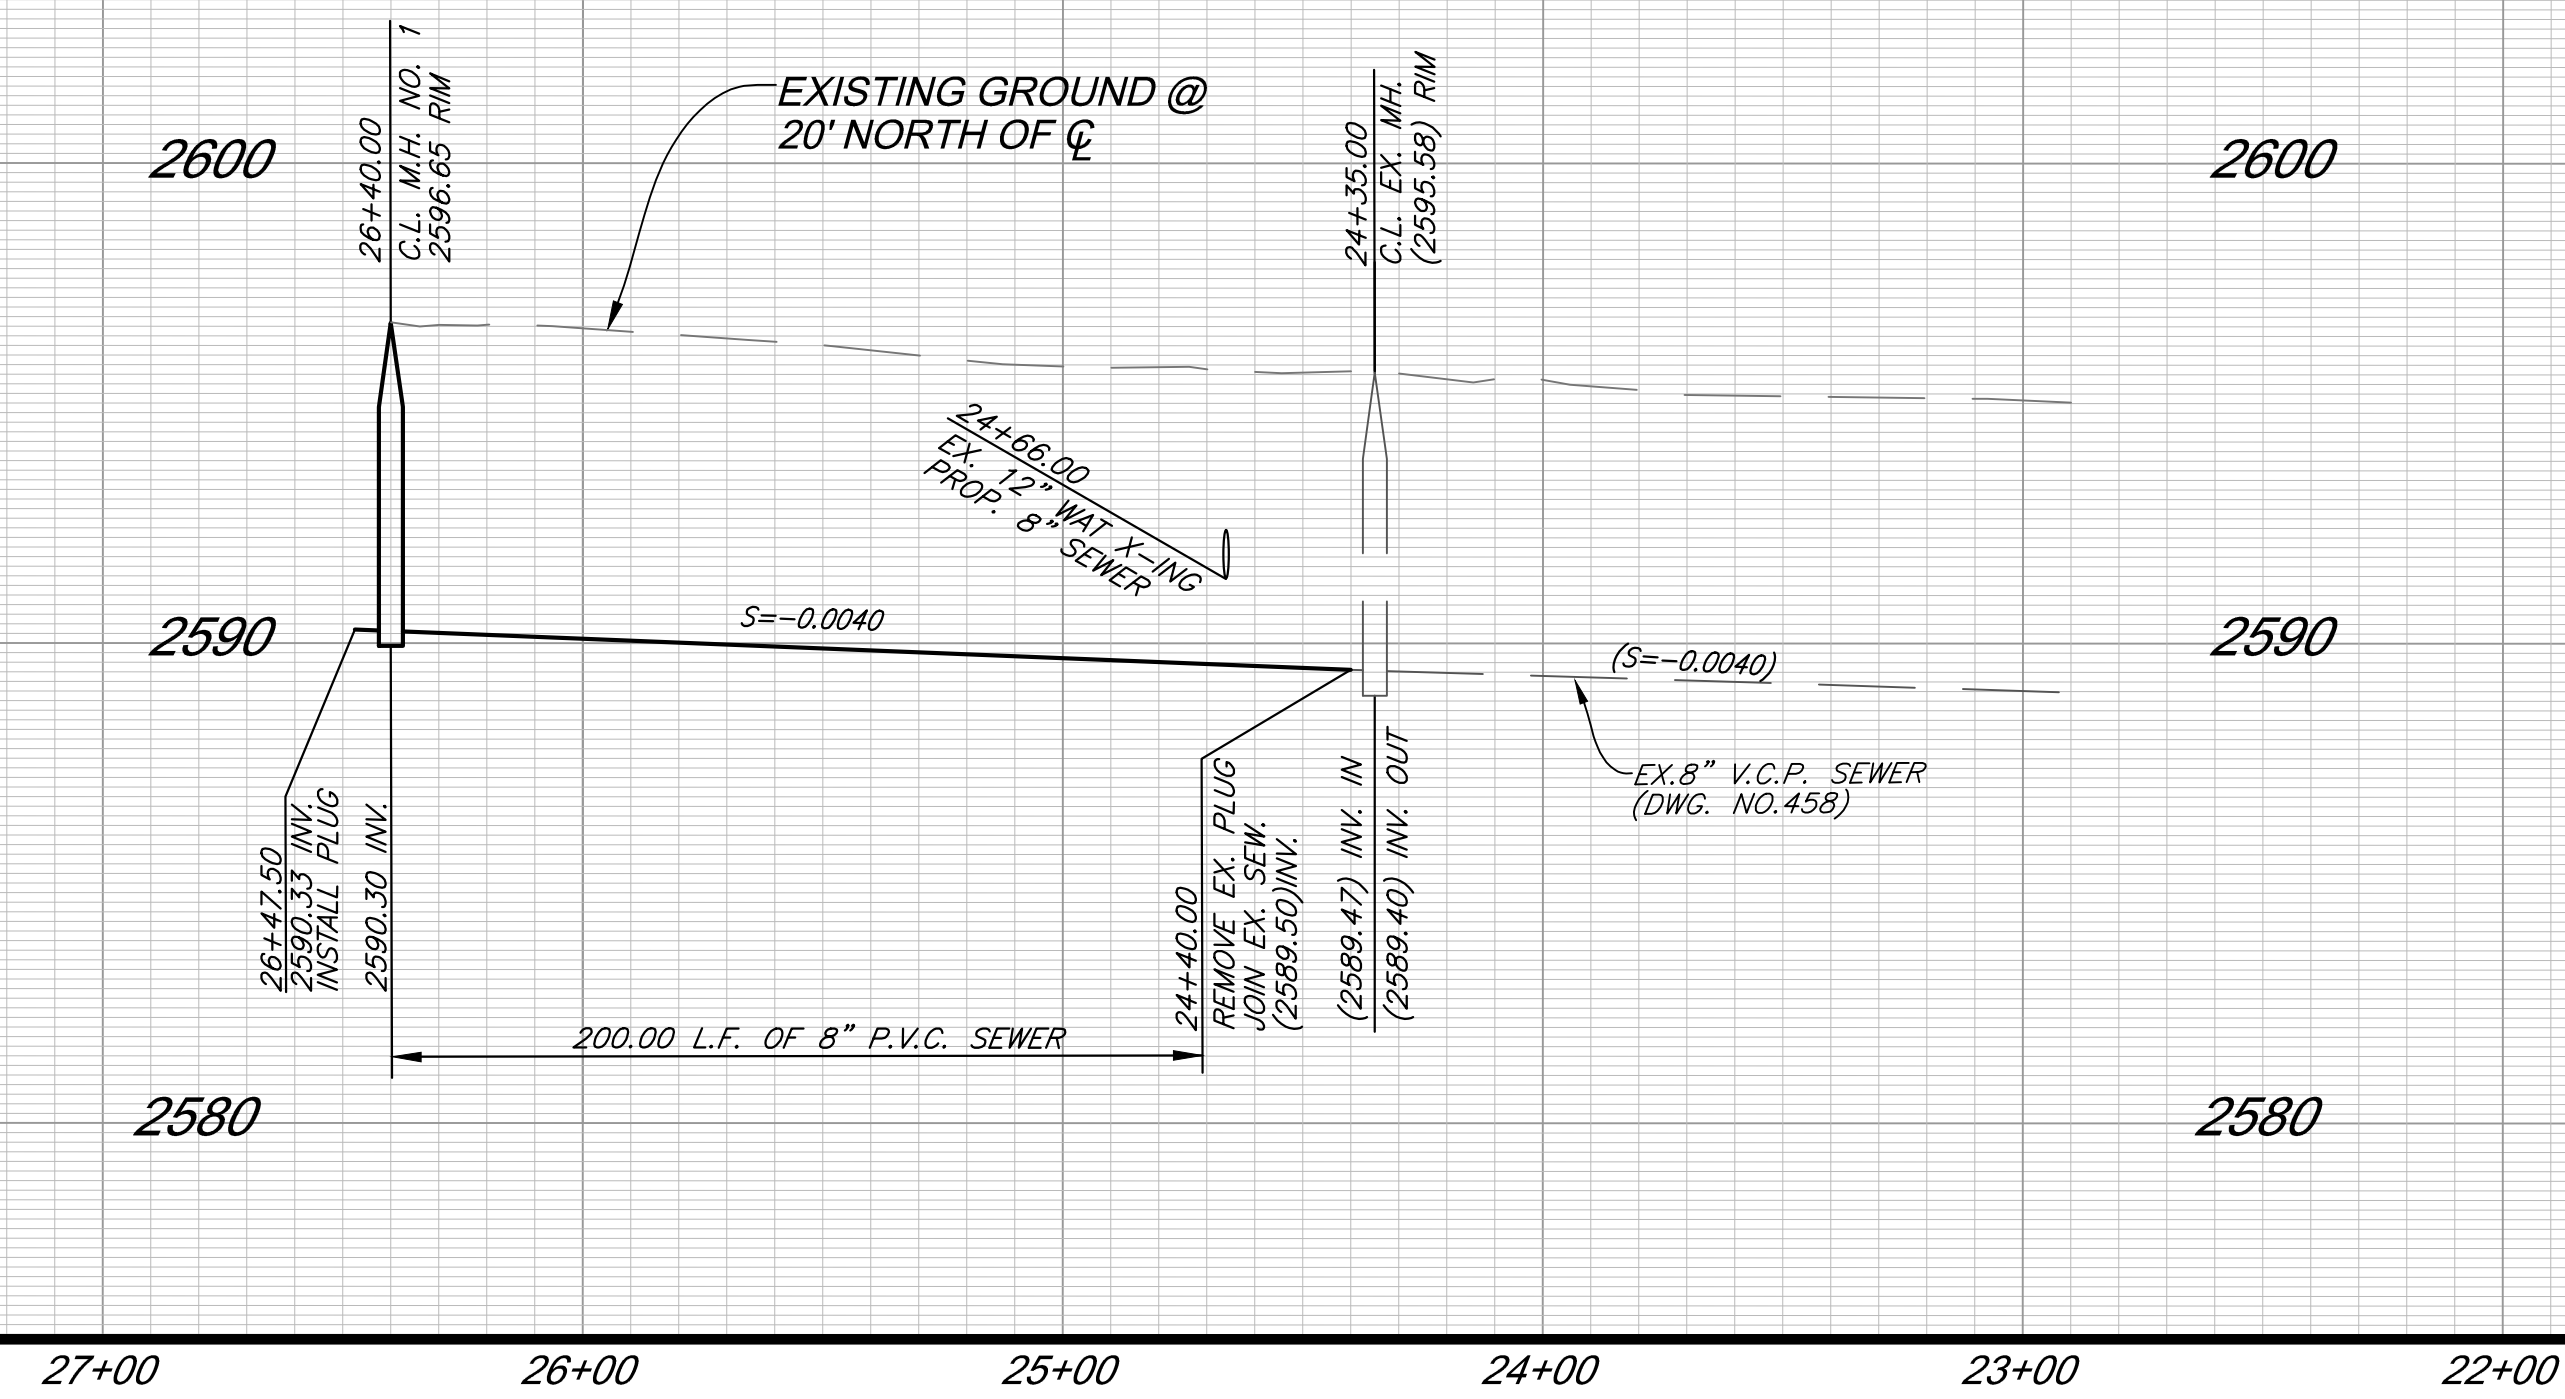 26+40.00
C.L. M.H. NO. 1
2596.65 RIM
EXISTING GROUND @
20' NORTH OF ℄
24+35.00
C.L. EX. MH.
(2595.58) RIM
2600
2600
24+66.00
EX. 12" WAT X-ING
PROP. 8" SEWER
S=-0.0040
2590
2590
(S=-0.0040)
EX.8" V.C.P. SEWER
(DWG. NO.458)
26+47.50
2590.33 INV.
INSTALL PLUG
2590.30 INV.
24+40.00
REMOVE EX. PLUG
JOIN EX. SEW.
(2589.50)INV.
(2589.47) INV. IN
(2589.40) INV. OUT
200.00 L.F. OF 8" P.V.C. SEWER
2580
2580
27+00
26+00
25+00
24+00
23+00
22+00